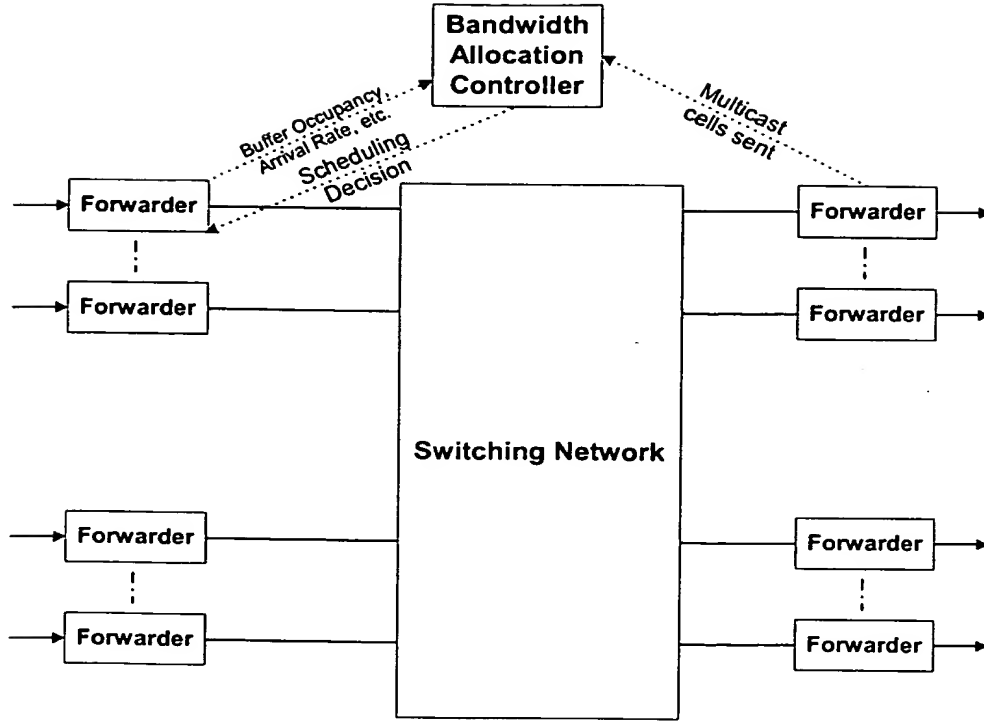 Bandwidth
Allocation
Controller
Buffer Occupancy,
Arrival Rate, etc.
Scheduling
Decision
Multicast
cells sent
Forwarder
Forwarder
Forwarder
Forwarder
Switching Network
Forwarder
Forwarder
Forwarder
Forwarder